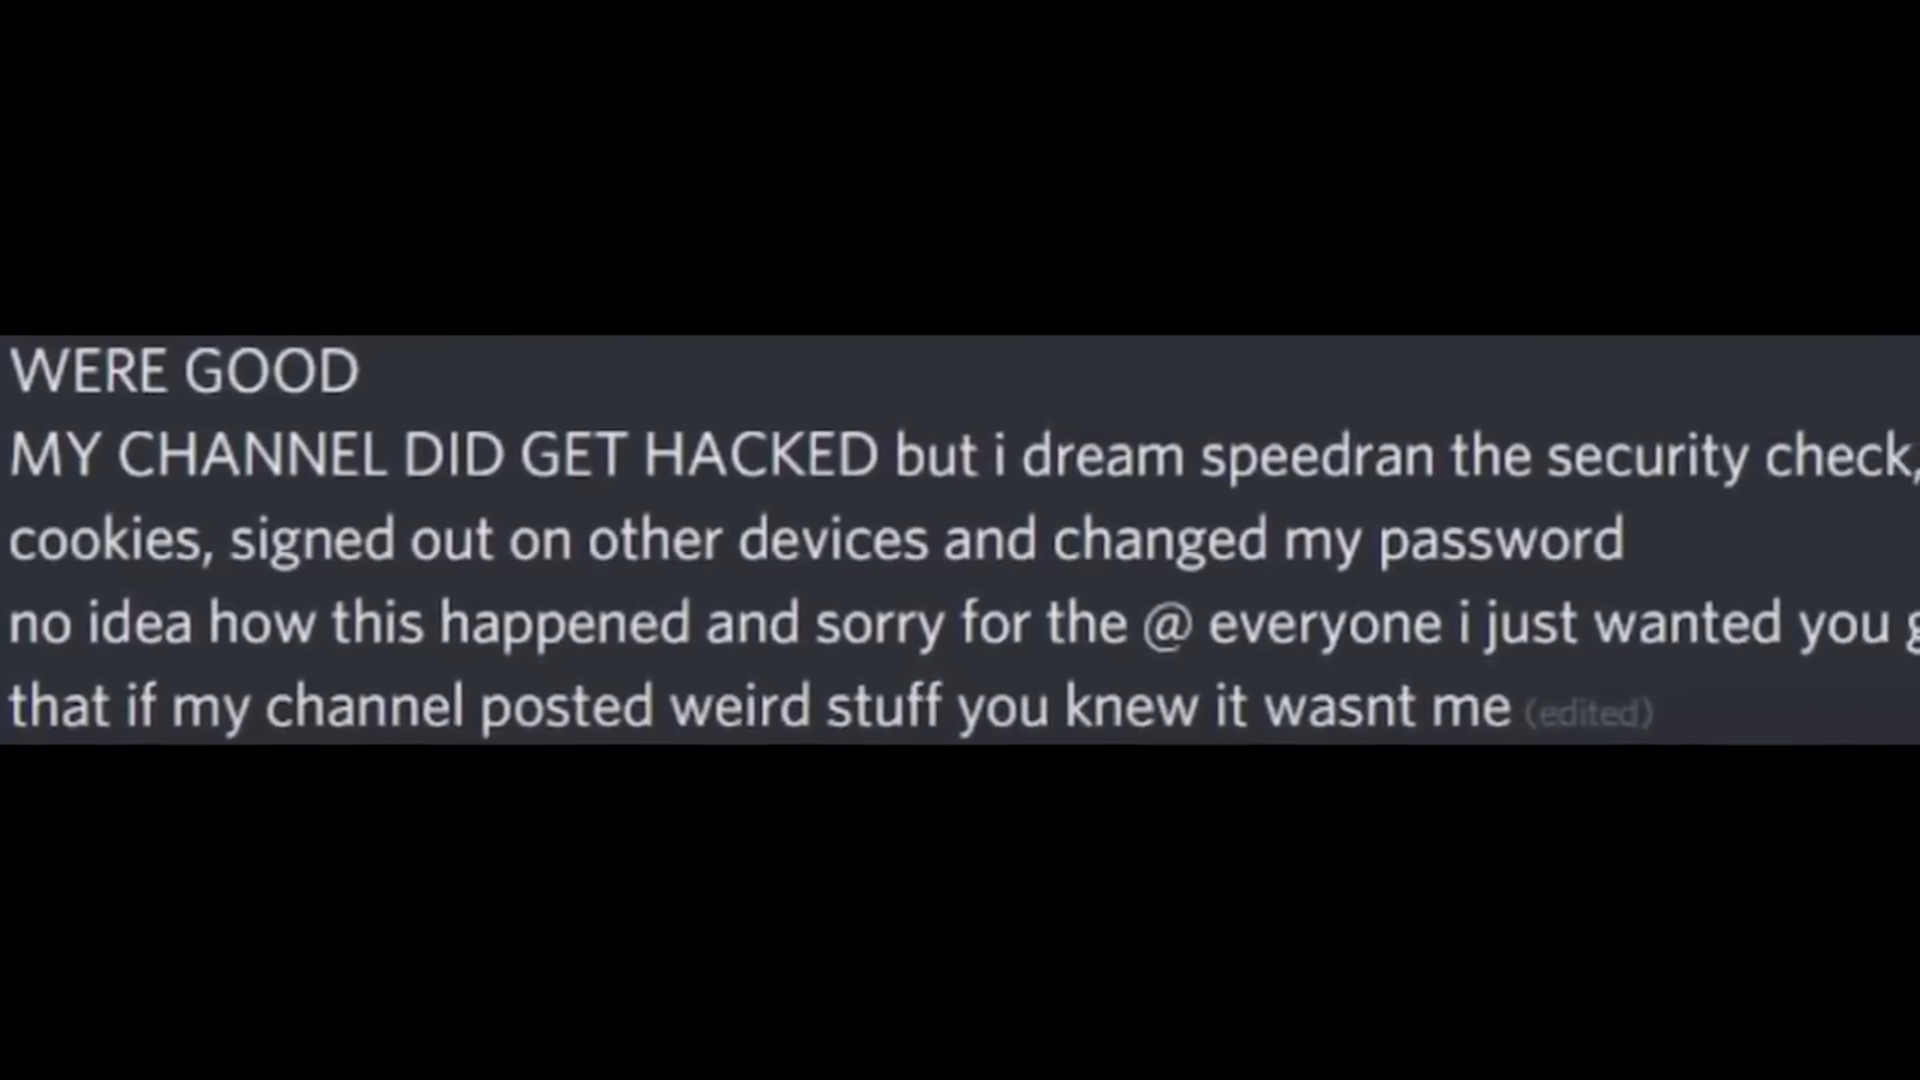 WERE GOOD
MY CHANNEL DID GET HACKED but i dream speedran the security check,
cookies, signed out on other devices and changed my password
no idea how this happened and sorry for the @ everyone i just wanted you
that if my channel posted weird stuff you knew it wasnt me (edited)